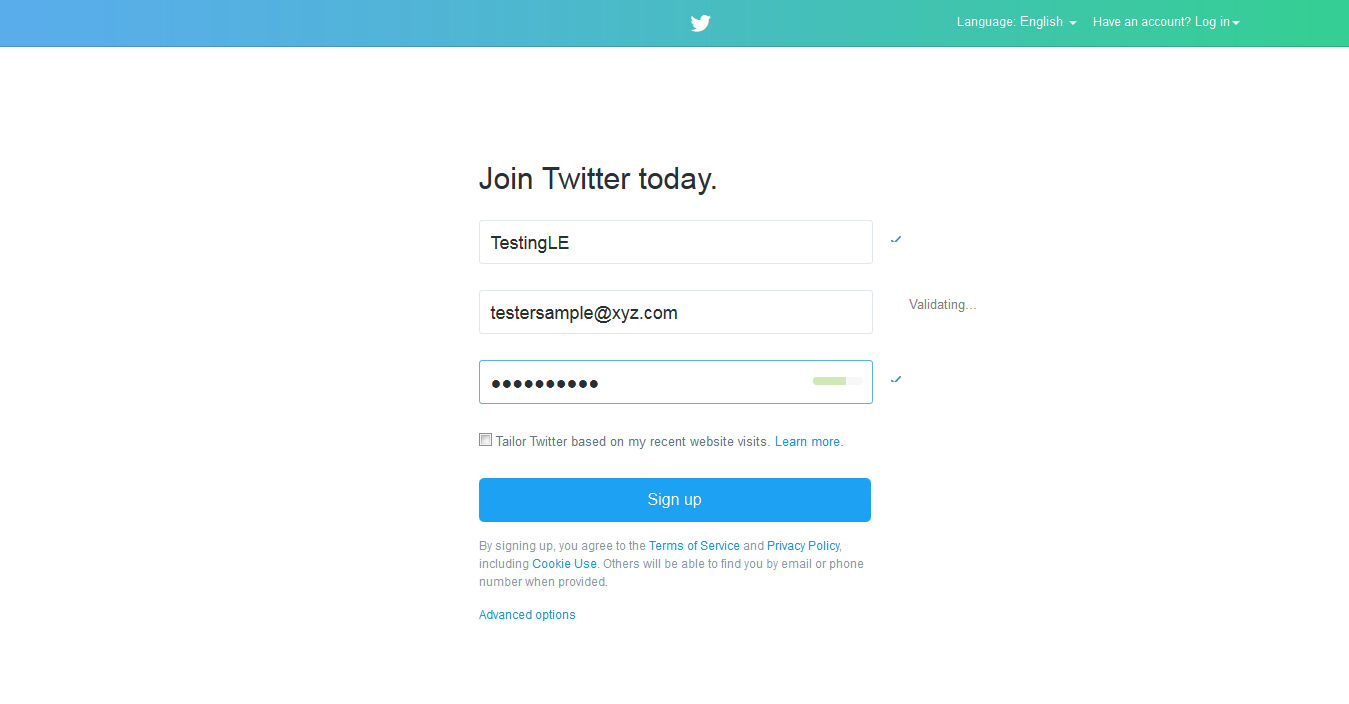 Language: English
Have an account? Log in
Join Twitter today.
TestingLE
testersample@xyz.com
Validating...
Tailor Twitter based on my recent website visits. Learn more.
Sign up
By signing up, you agree to the Terms of Service and Privacy Policy,
including Cookie Use. Others will be able to find you by email or phone
number when provided.
Advanced options